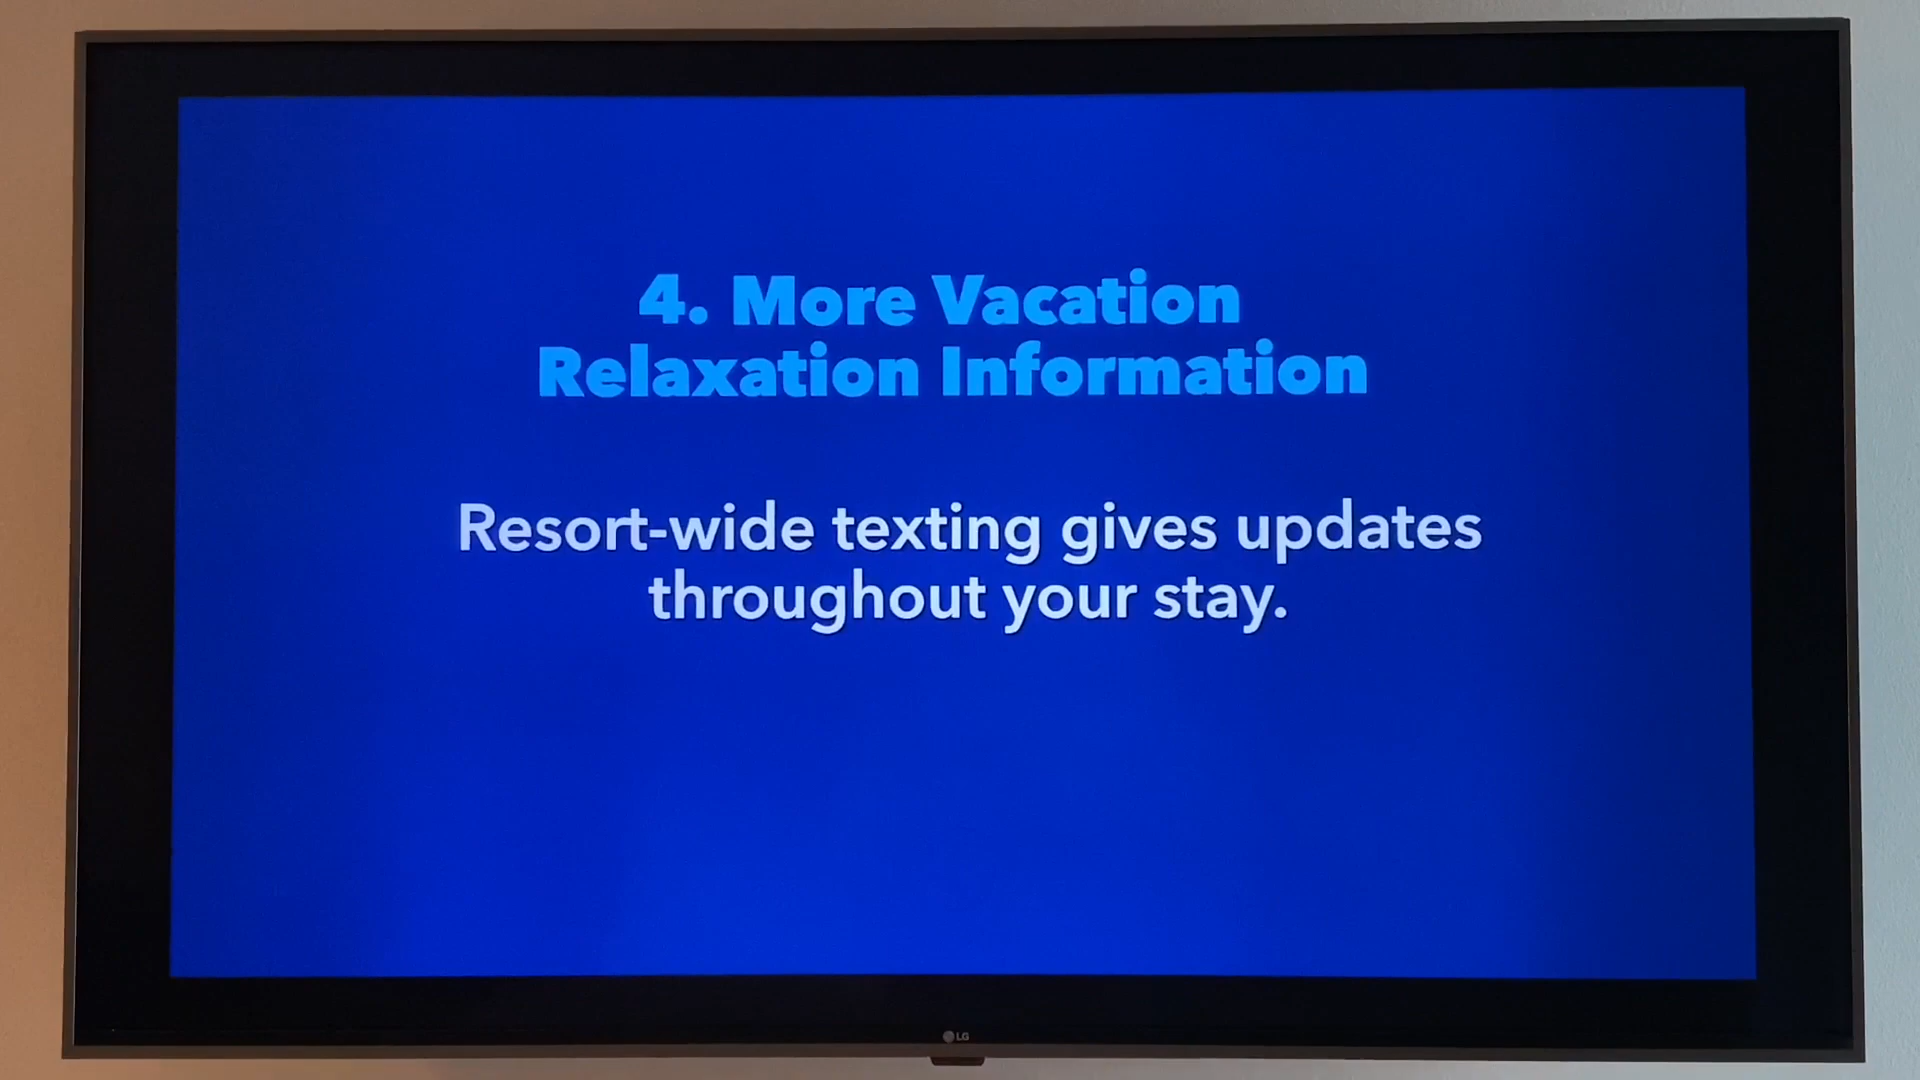 4. More Vacation
Relaxation Information
Resort-wide texting gives updates
throughout your stay.
LG